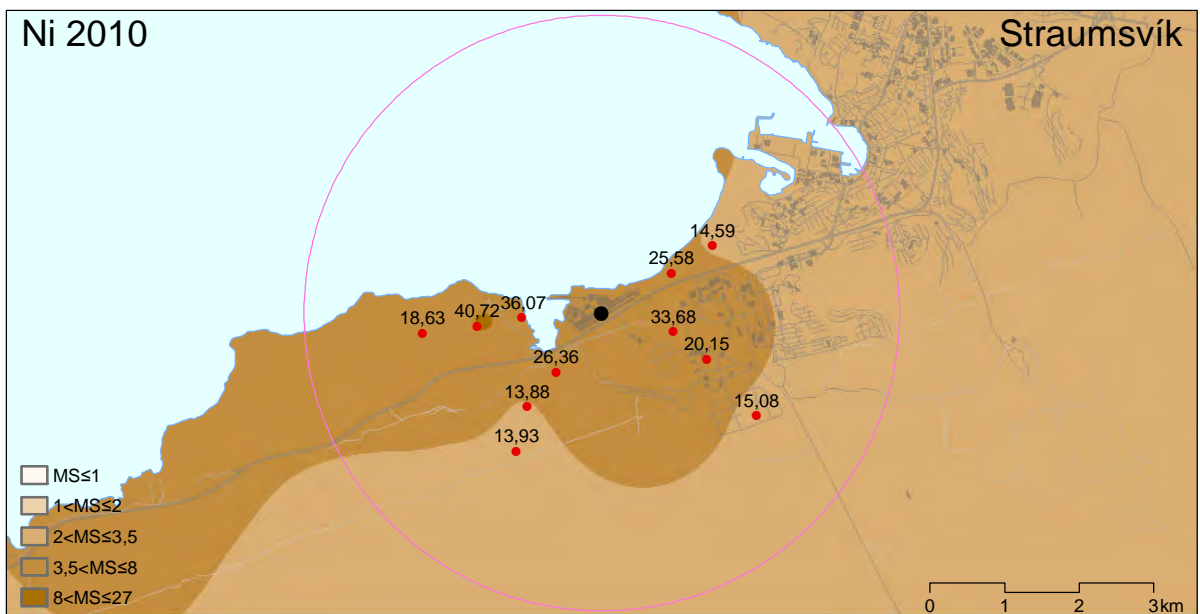 Ni 2010
Straumsvík
14,59
25,58
36,07
40,72
18,63
33,68
20,15
26,36
13,88
15,08
13,93
MS≤1
1<MS≤2
2<MS≤3,5
3,5<MS≤8
8<MS≤27
0 1 2 3 km